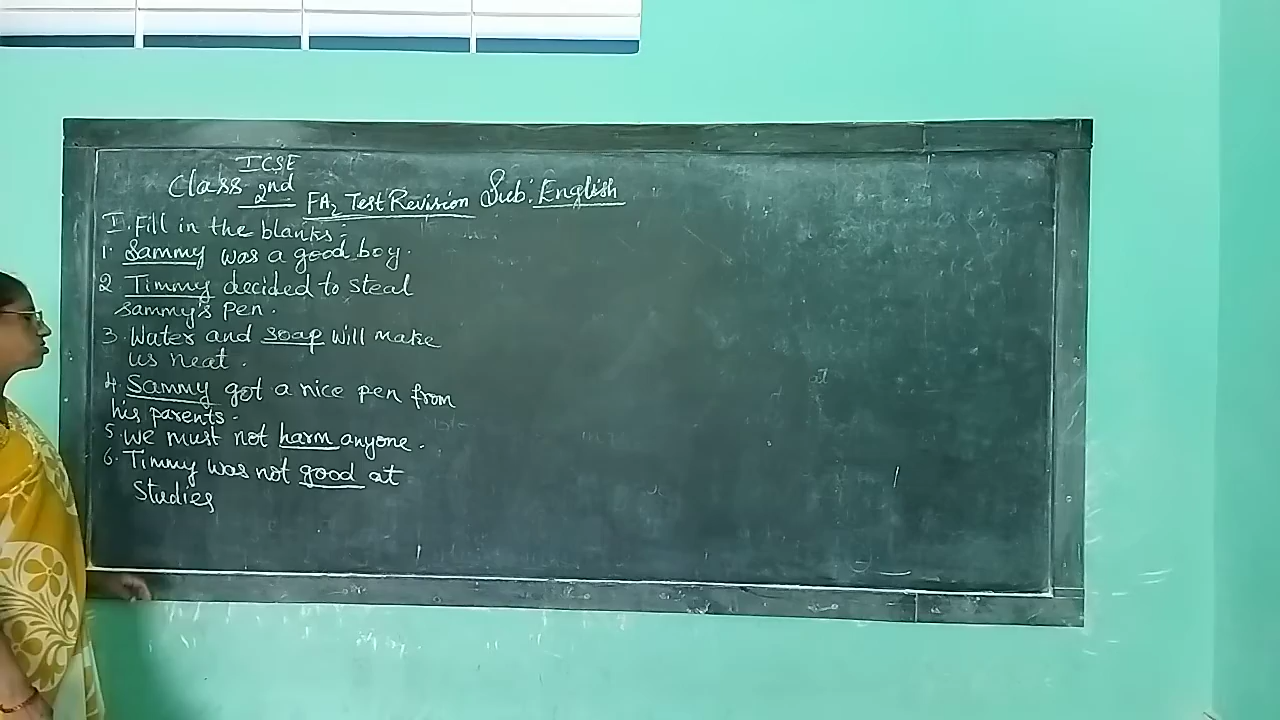 ICSE
Class 2nd FA2 Test Revision Sub: English
I. Fill in the blanks:-
1. Sammy was a good boy.
2 Timmy decided to steal
Sammy's pen.
3. Water and soap will make
us neat.
4. Sammy got a nice pen from
his parents.
5. We must not harm anyone.
6. Timmy was not good at
Studies